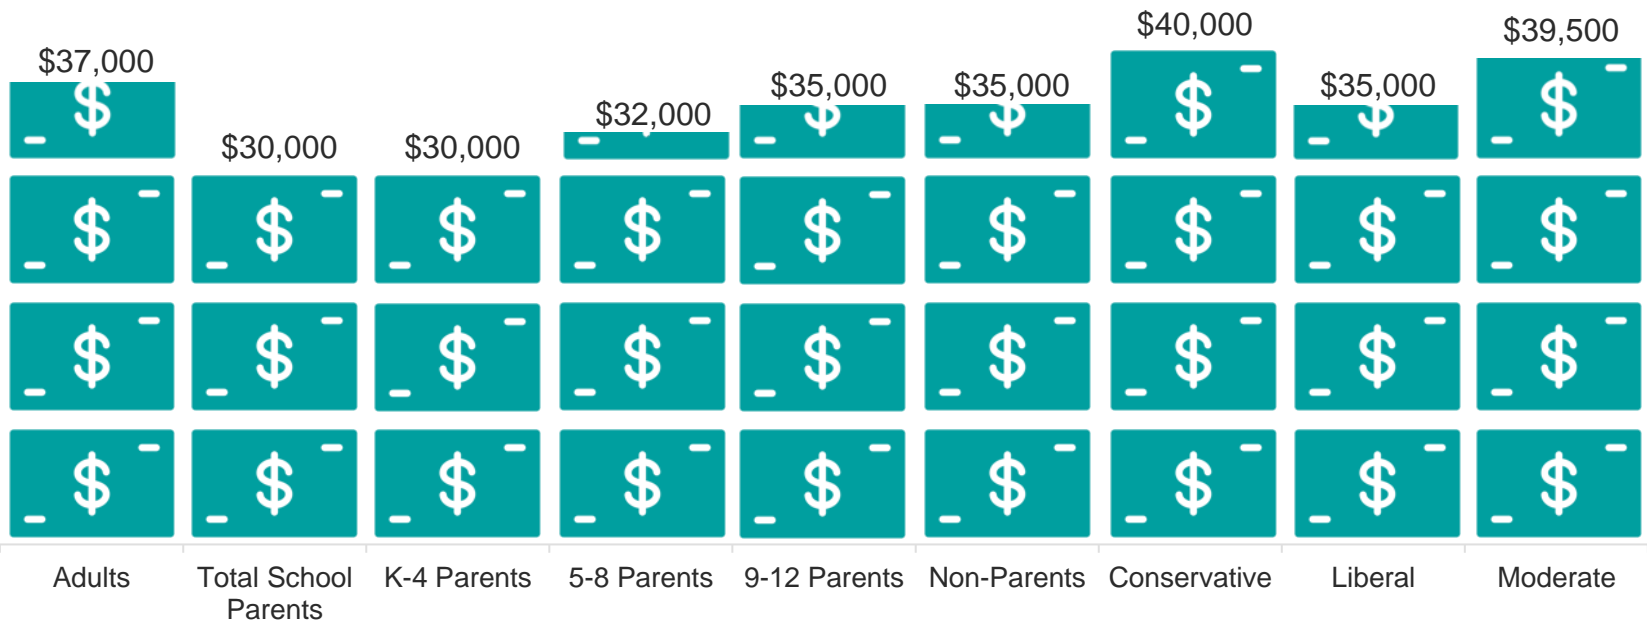 $37,000
$30,000
$30,000
$32,000
$35,000
$35,000
$40,000
$35,000
$39,500
Adults
Total School
Parents
K-4 Parents
5-8 Parents
9-12 Parents
Non-Parents
Conservative
Liberal
Moderate